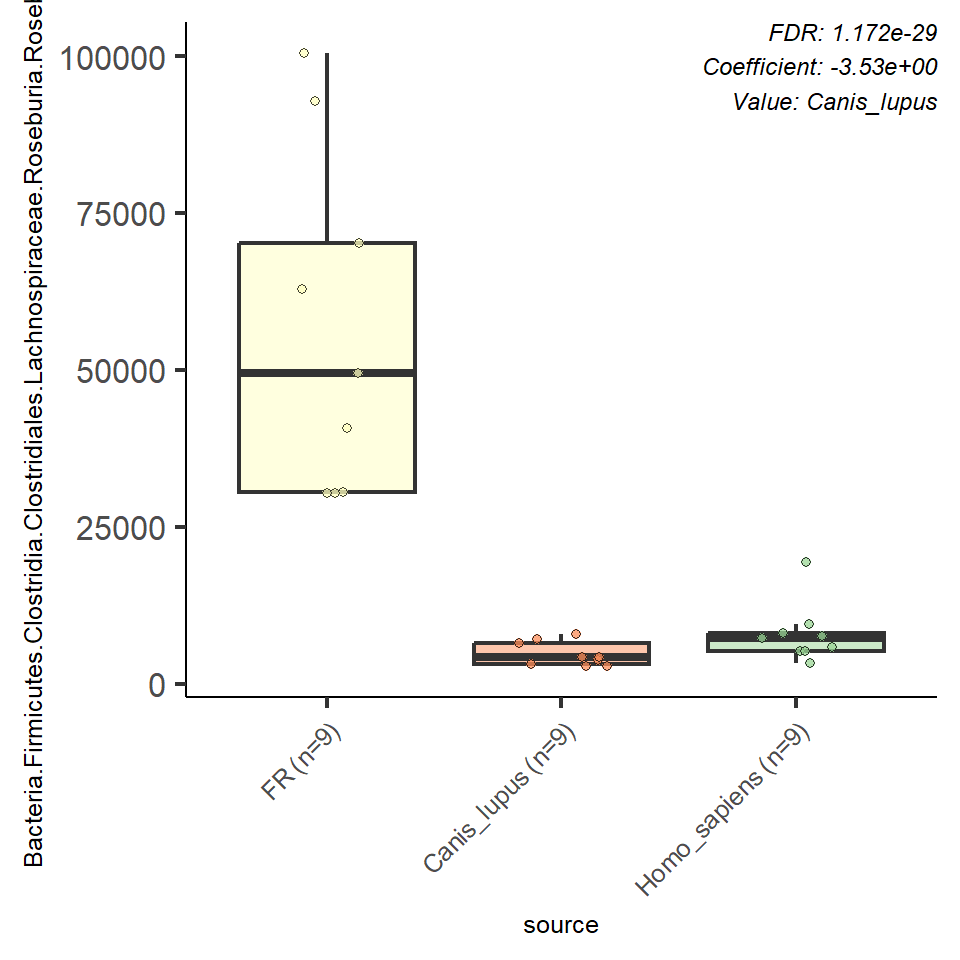 FDR: 1.172e-29
Coefficient: -3.53e+00
Value: Canis_lupus
Bacteria.Firmicutes.Clostridia.Clostridiales.Lachnospiraceae.Roseburia.Roseb
100000
75000
50000
25000
0
FR (n=9)
Canis_lupus (n=9)
Homo_sapiens (n=9)
source